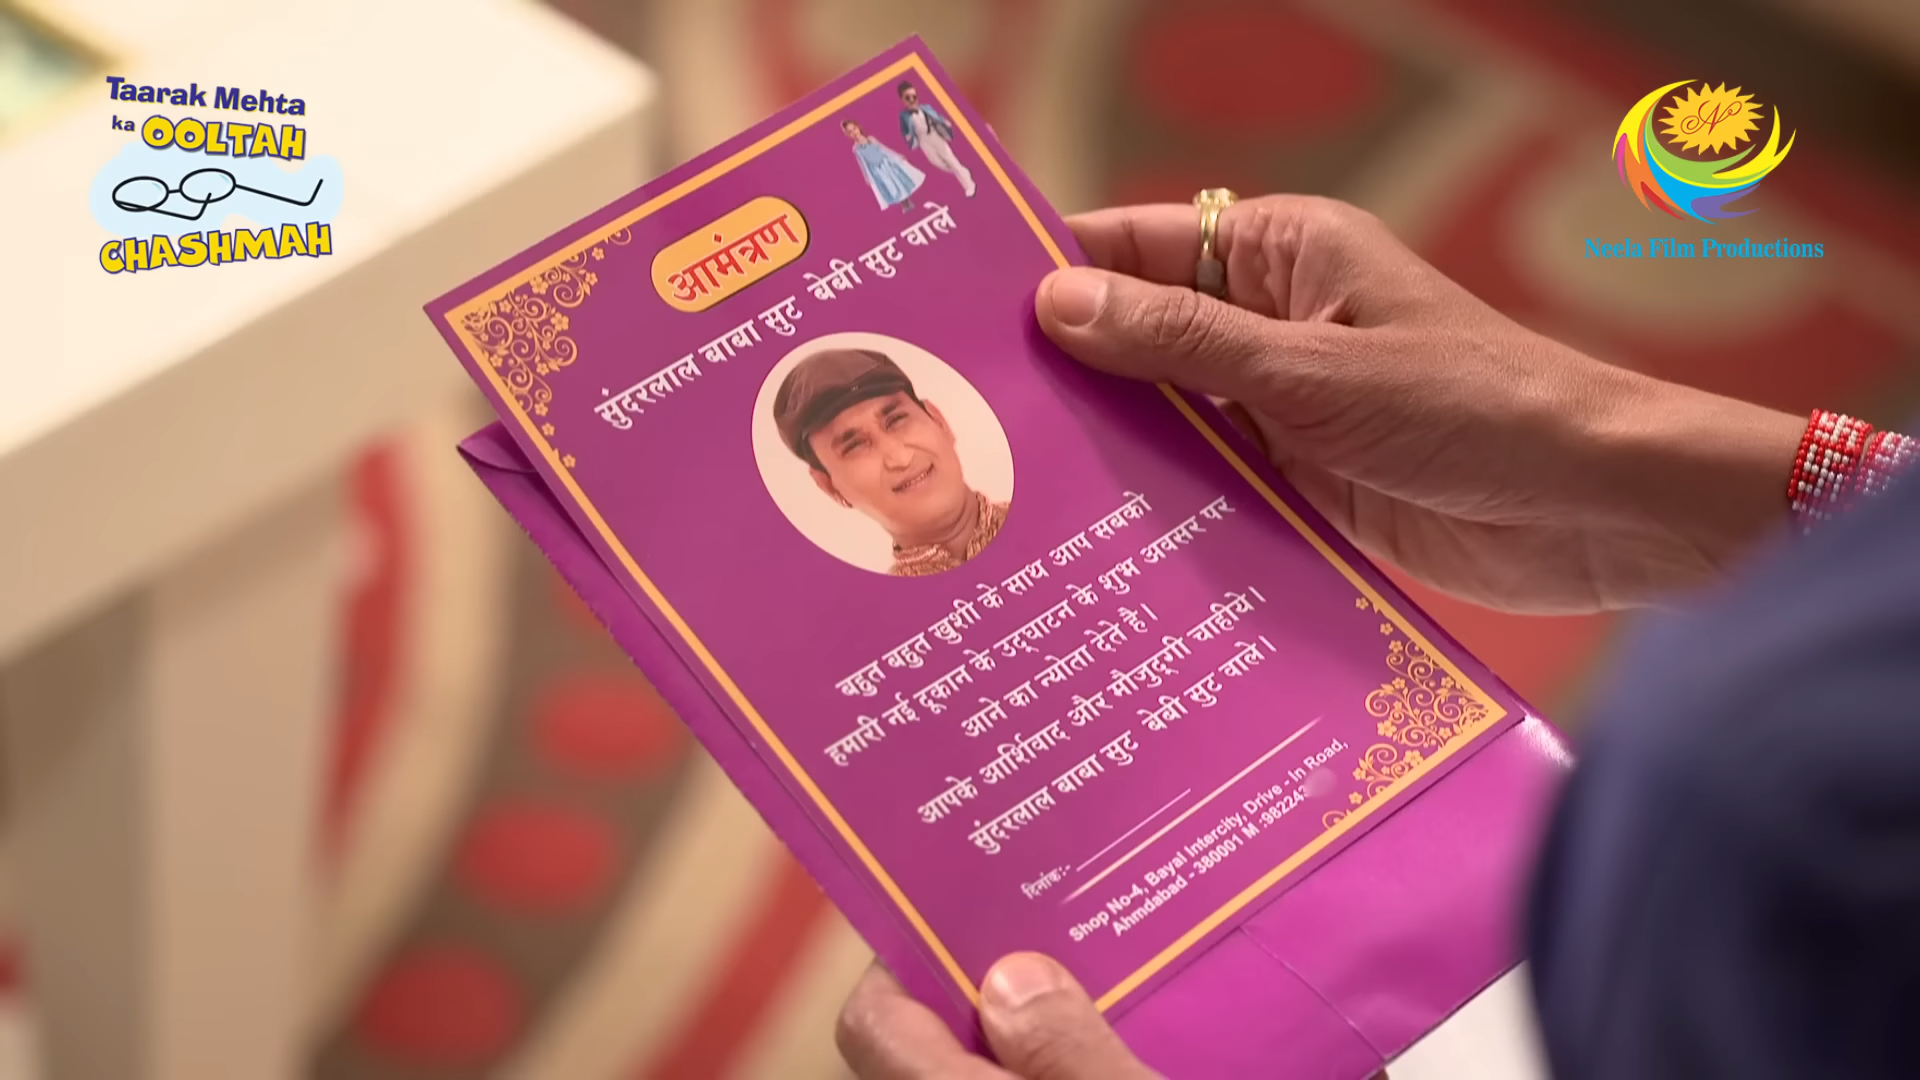 Taarak Mehta
ka OOLTAH
CHASHMAH
Neela Film Productions
आमंत्रण
सुंदरलाल बाबा सुट बेबी सुट वाले
बहुत बहुत खुशी के साथ आप सबको
हमारी नई दूकान के उद्घाटन के शुभ अवसर पर
आने का न्योता देते है।
आपके आर्शिवाद और मौजुदूगी चाहीये।
सुंदरलाल बाबा सुट बेबी सुट वाले।
दिनांक:-
Shop No-4, Bayal Intercity, Drive - In Road,
Ahmdabad - 380001 M :98224